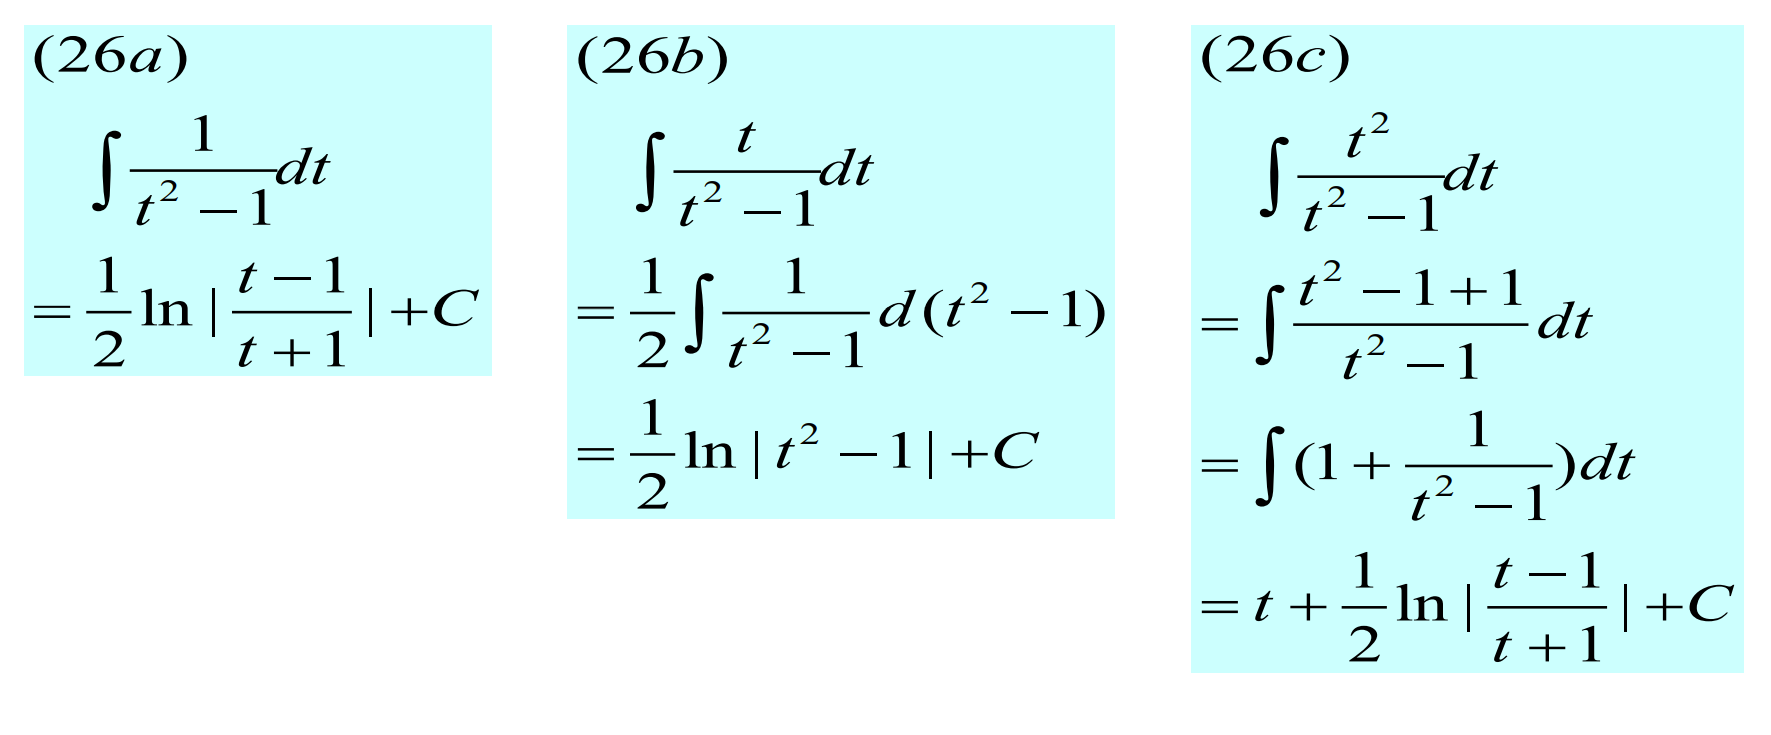 (26a)
∫ 1/(t² − 1) dt
= 1/2 ln | (t − 1)/(t + 1) | + C
(26b)
∫ t/(t² − 1) dt
= 1/2 ∫ 1/(t² − 1) d(t² − 1)
= 1/2 ln | t² − 1 | + C
(26c)
∫ t²/(t² − 1) dt
= ∫ (t² − 1 + 1)/(t² − 1) dt
= ∫ (1 + 1/(t² − 1)) dt
= t + 1/2 ln | (t − 1)/(t + 1) | + C